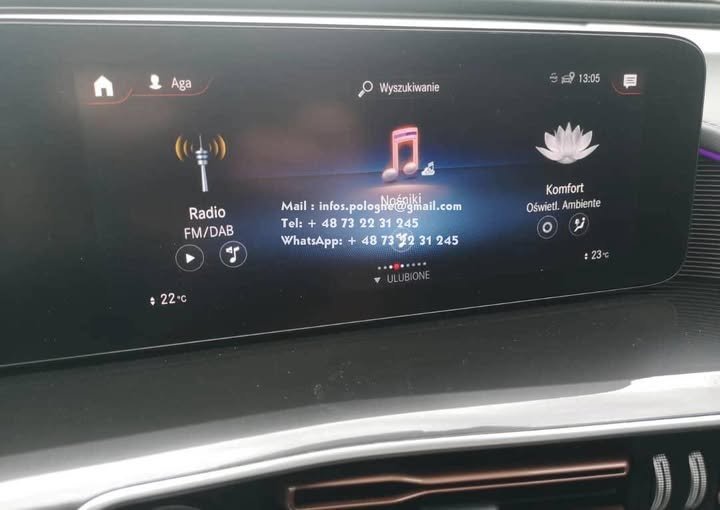 Aga
Wyszukiwanie
13:05
Radio
FM/DAB
Nośniki
Komfort
Oświetl. Ambiente
Mail : infos.pologne@gmail.com
Tel: + 48 73 22 31 245
WhatsApp: + 48 73 22 31 245
ULUBIONE
22°C
23°C